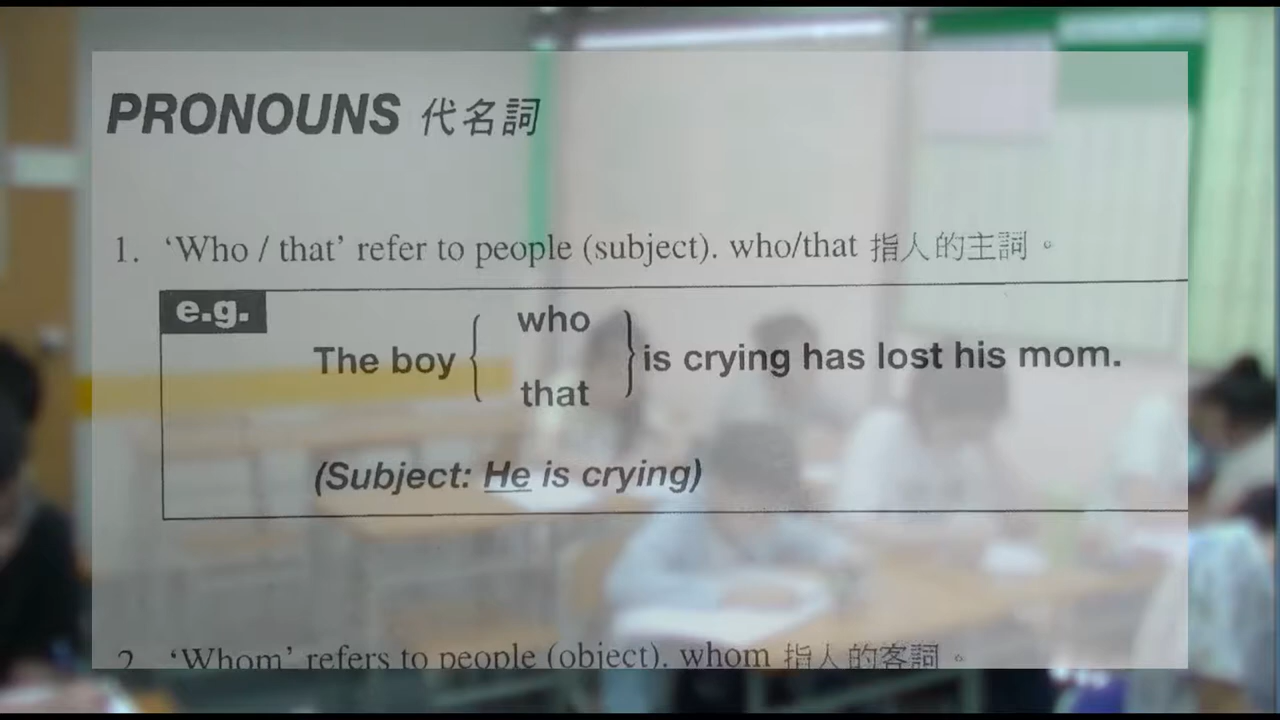 PRONOUNS 代名詞
1. 'Who / that' refer to people (subject). who/that 指人的主詞。
e.g.
who
The boy { } is crying has lost his mom.
that
(Subject: He is crying)
2. 'Whom' refers to people (object). whom 指人的客詞。